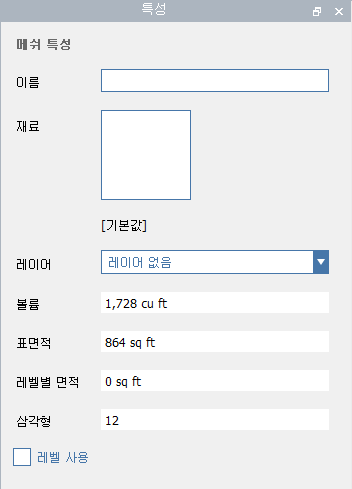 특성
메쉬 특성
이름
재료
[기본값]
레이어 레이어 없음
볼륨 1,728 cu ft
표면적 864 sq ft
레벨별 면적 0 sq ft
삼각형 12
레벨 사용